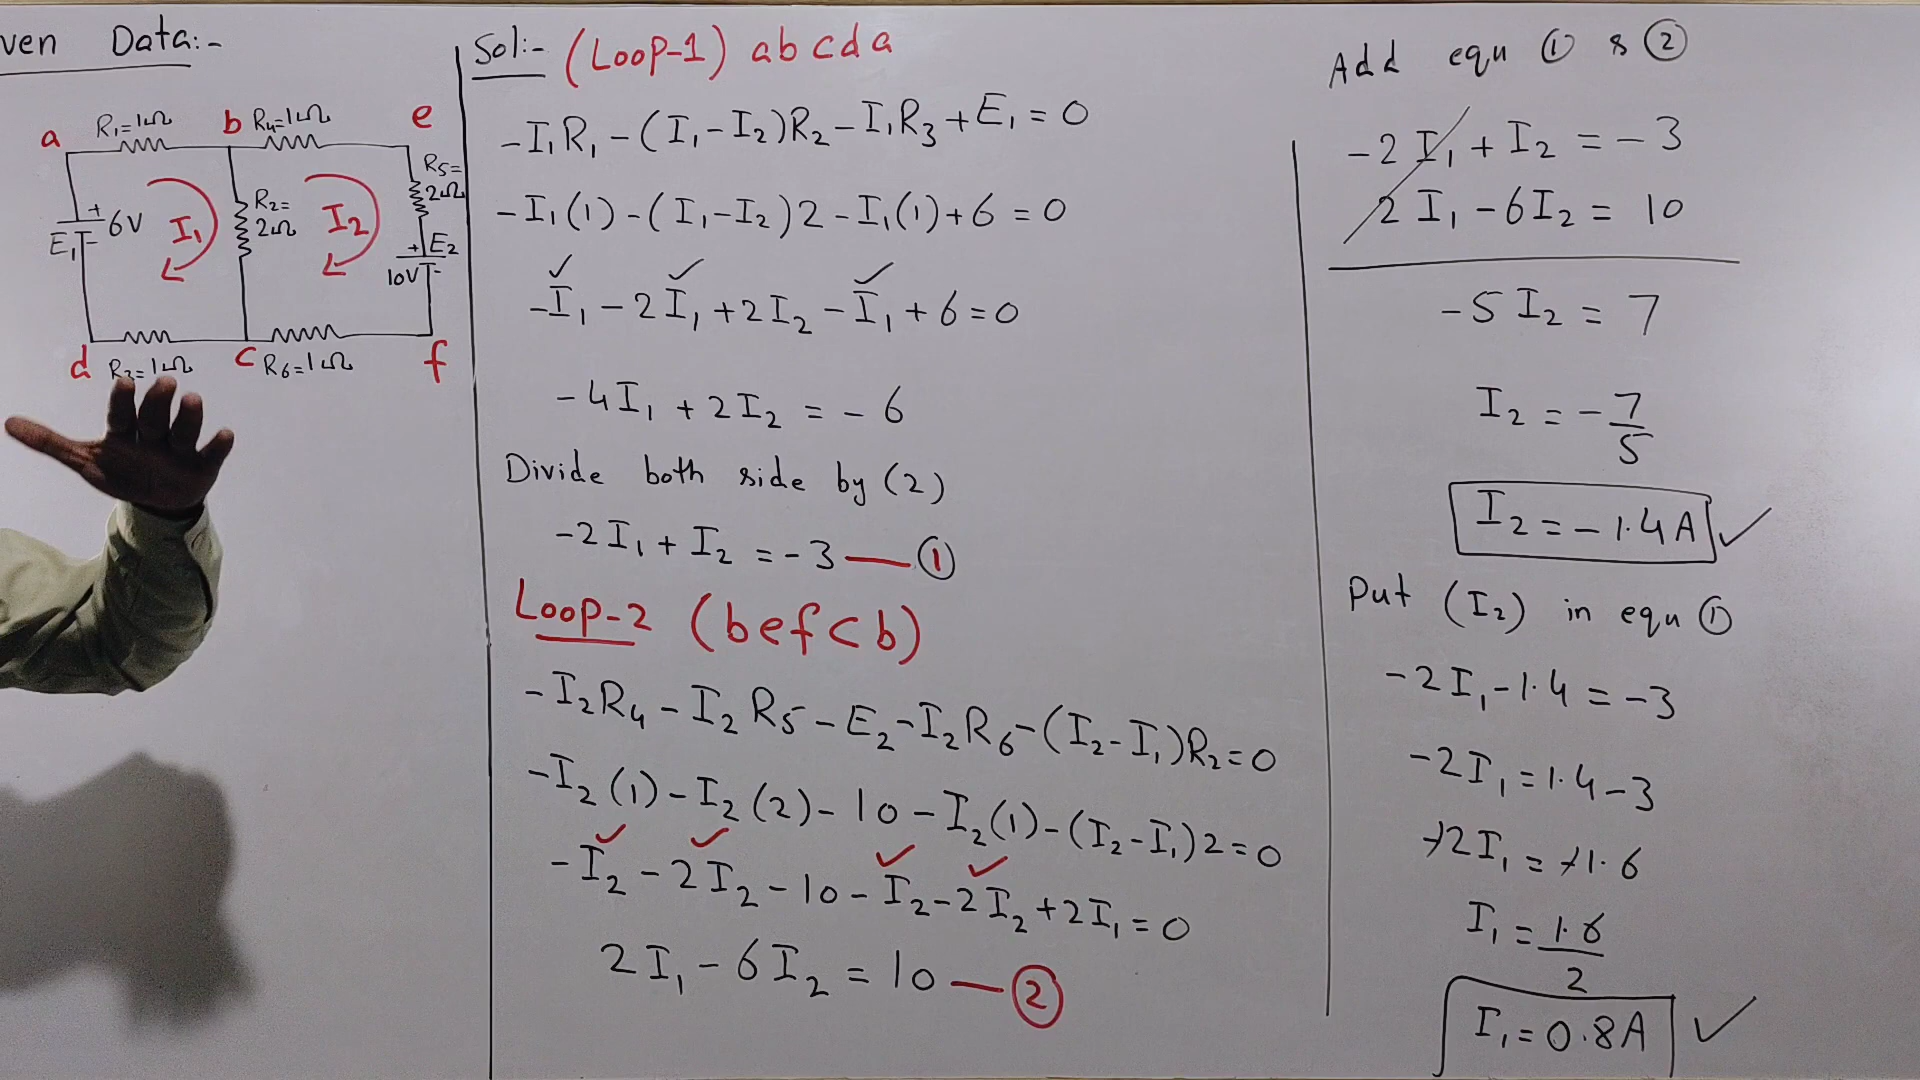 ven Data:-
a R₁=1Ω b R₄=1Ω e
R₅=
2Ω
+ 6V I₁ R₂= 2Ω I₂
E₁ -
+ E₂
10V -
d R₃=1Ω c R₆=1Ω f
Sol:- (Loop-1) abcda
-I₁R₁-(I₁-I₂)R₂-I₁R₃+E₁=0
-I₁(1)-(I₁-I₂)2-I₁(1)+6=0
-I₁-2I₁+2I₂-I₁+6=0
-4I₁+2I₂=-6
Divide both side by (2)
-2I₁+I₂=-3 — ①
Loop-2 (befcb)
-I₂R₄-I₂R₅-E₂-I₂R₆-(I₂-I₁)R₂=0
-I₂(1)-I₂(2)-10-I₂(1)-(I₂-I₁)2=0
-I₂-2I₂-10-I₂-2I₂+2I₁=0
2I₁-6I₂=10 — ②
Add equ ① & ②
-2I₁+I₂=-3
2I₁-6I₂=10
-5I₂=7
I₂=-7/5
I₂=-1.4A ✓
Put (I₂) in equ ①
-2I₁-1.4=-3
-2I₁=1.4-3
-2I₁=-1.6
I₁=1.6/2
I₁=0.8A ✓